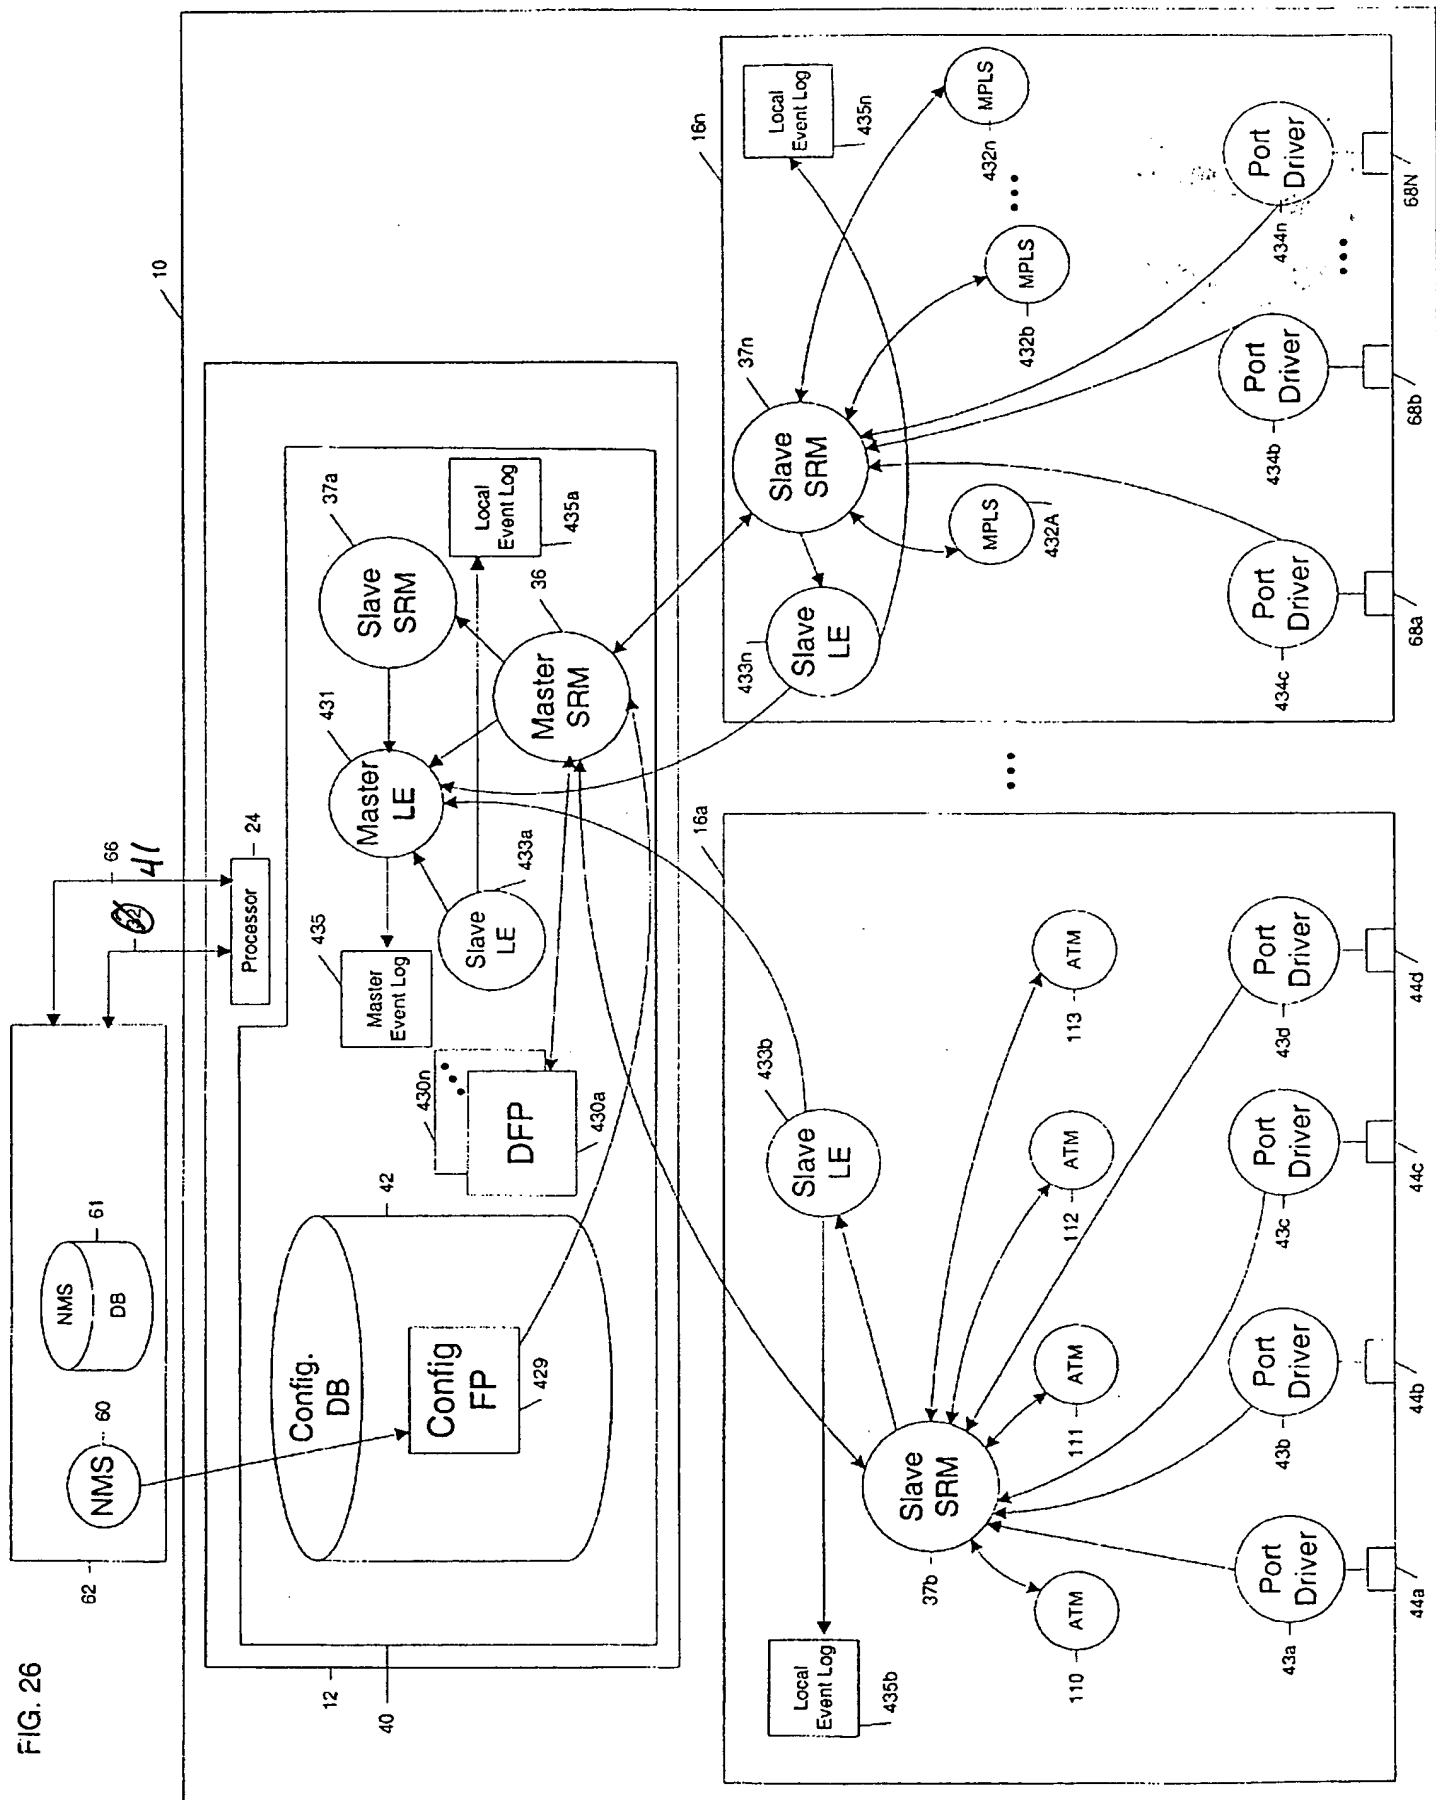 FIG. 26
62
NMS
60
NMS
DB
61
32
66
41
10
12
40
Processor
24
Config.
DB
42
Config
FP
429
DFP
430a
430n
Master
Event Log
435
Slave
LE
433a
Master
LE
431
Slave
SRM
37a
Master
SRM
36
Local
Event Log
435a
16a
Local
Event Log
435b
Slave
LE
433b
Slave
SRM
37b
ATM
110
ATM
111
ATM
112
ATM
113
Port
Driver
43a
Port
Driver
43b
Port
Driver
43c
Port
Driver
43d
44a
44b
44c
44d
16n
Slave
LE
433n
Slave
SRM
37n
Local
Event Log
435n
MPLS
432A
MPLS
432b
MPLS
432n
Port
Driver
434c
Port
Driver
434b
Port
Driver
434n
68a
68b
68N